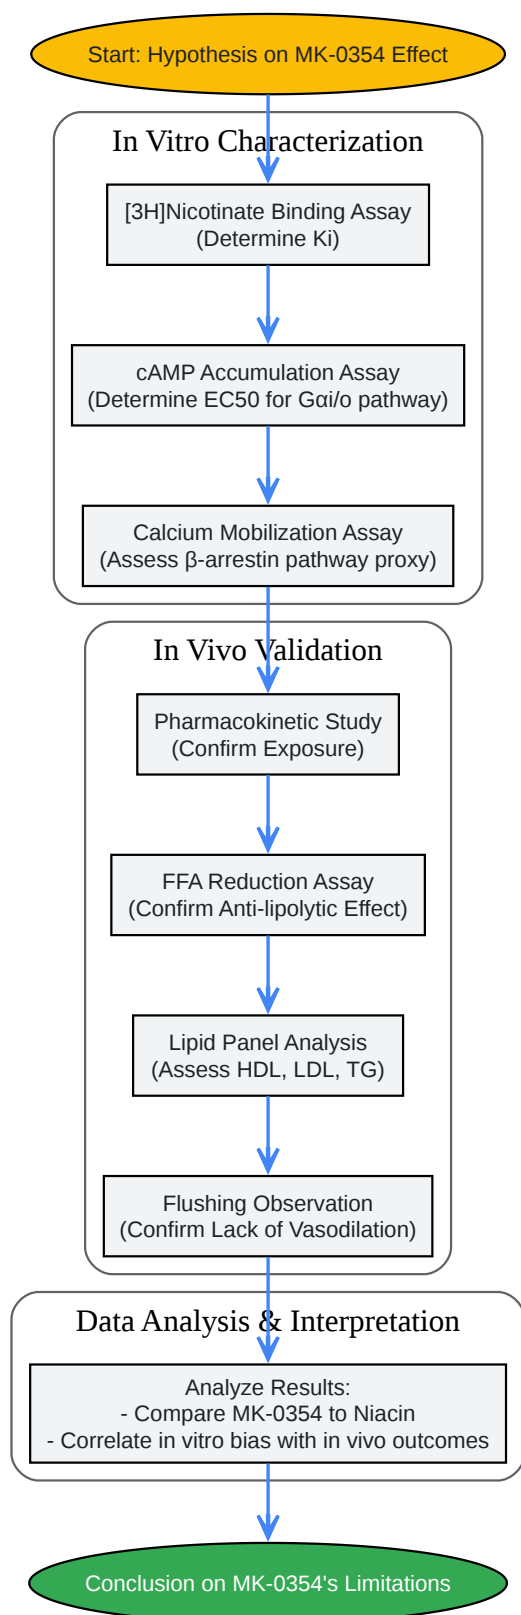 Start: Hypothesis on MK-0354 Effect
In Vitro Characterization
[3H]Nicotinate Binding Assay
(Determine Ki)
cAMP Accumulation Assay
(Determine EC50 for Gαi/o pathway)
Calcium Mobilization Assay
(Assess β-arrestin pathway proxy)
In Vivo Validation
Pharmacokinetic Study
(Confirm Exposure)
FFA Reduction Assay
(Confirm Anti-lipolytic Effect)
Lipid Panel Analysis
(Assess HDL, LDL, TG)
Flushing Observation
(Confirm Lack of Vasodilation)
Data Analysis & Interpretation
Analyze Results:
- Compare MK-0354 to Niacin
- Correlate in vitro bias with in vivo outcomes
Conclusion on MK-0354's Limitations